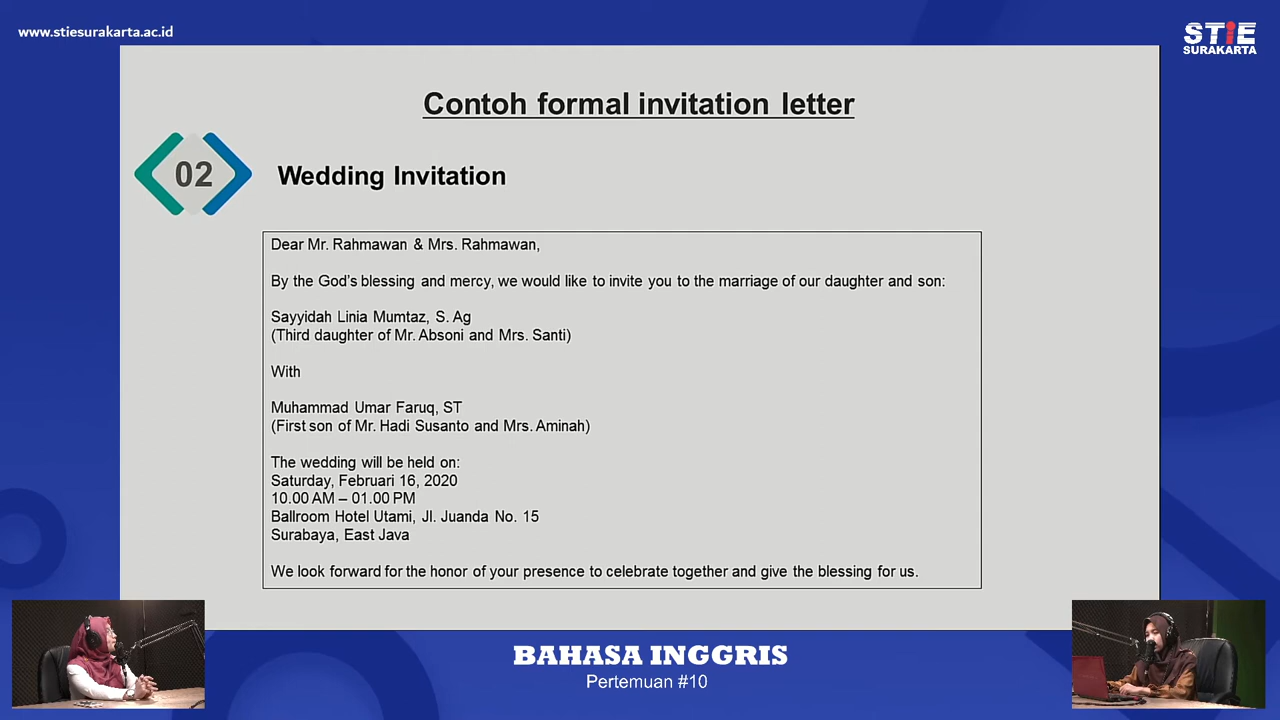 www.stiesurakarta.ac.id
STiE
SURAKARTA
Contoh formal invitation letter
02
Wedding Invitation
Dear Mr. Rahmawan & Mrs. Rahmawan,
By the God's blessing and mercy, we would like to invite you to the marriage of our daughter and son:
Sayyidah Linia Mumtaz, S. Ag
(Third daughter of Mr. Absoni and Mrs. Santi)
With
Muhammad Umar Faruq, ST
(First son of Mr. Hadi Susanto and Mrs. Aminah)
The wedding will be held on:
Saturday, Februari 16, 2020
10.00 AM – 01.00 PM
Ballroom Hotel Utami, Jl. Juanda No. 15
Surabaya, East Java
We look forward for the honor of your presence to celebrate together and give the blessing for us.
BAHASA INGGRIS
Pertemuan #10